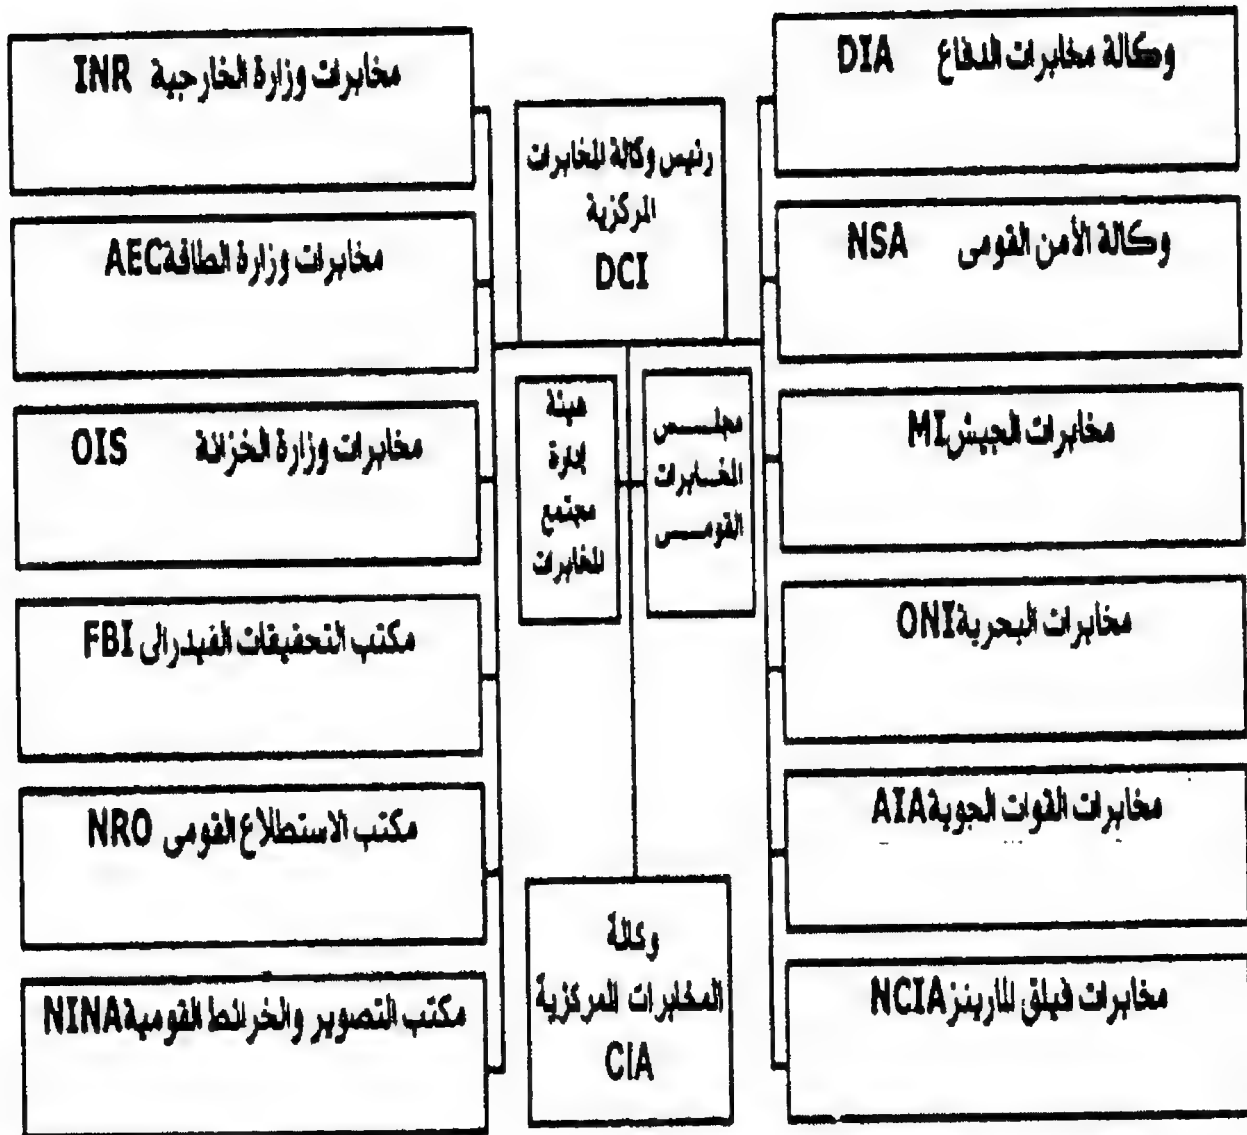 وكالة مخابرات الدفاع DIA
وكالة الأمن القومى NSA
مخابرات الجيش MI
مخابرات البحرية ONI
مخابرات القوات الجوية AIA
مخابرات فيلق المارينز NCIA
رئيس وكالة المخابرات
المركزية
DCI
مجلـــس
المخــابرات
القومـــى
هيئة
إدارة
مجتمع
المخابرات
وكالة
المخابرات المركزية
CIA
مخابرات وزارة الخارجية INR
مخابرات وزارة الطاقة AEC
مخابرات وزارة الخزانة OIS
مكتب التحقيقات الفيدرالى FBI
مكتب الاستطلاع القومى NRO
مكتب التصوير والخرائط القومية NINA